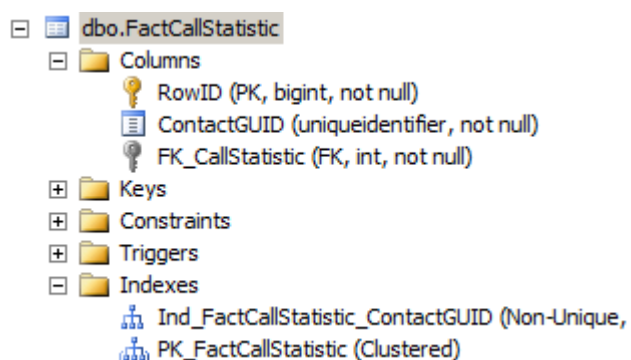 dbo.FactCallStatistic
Columns
RowID (PK, bigint, not null)
ContactGUID (uniqueidentifier, not null)
FK_CallStatistic (FK, int, not null)
Keys
Constraints
Triggers
Indexes
Ind_FactCallStatistic_ContactGUID (Non-Unique,
PK_FactCallStatistic (Clustered)